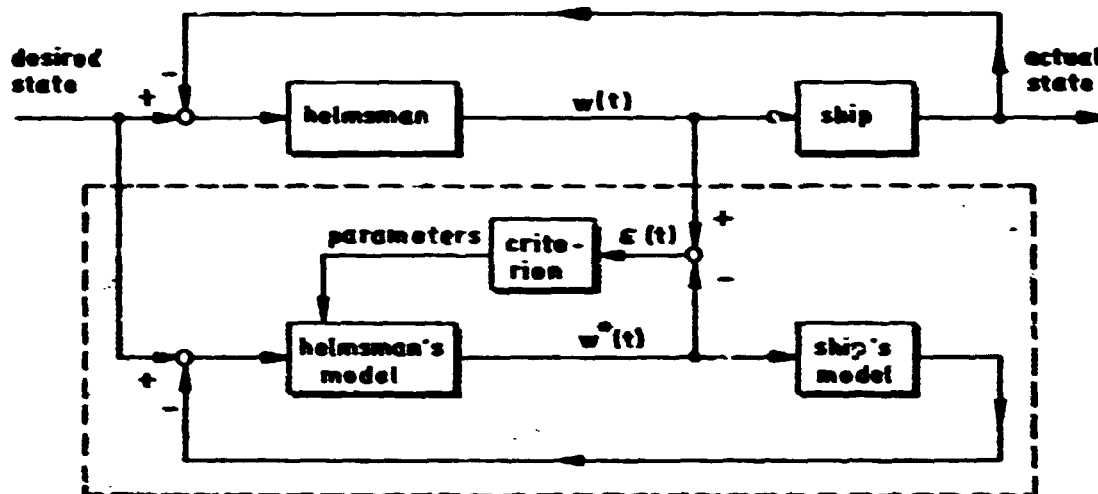 desired
state
actual
state
-
+
helmsman
w(t)
ship
+
-
parameters
crite-
rion
ε(t)
helmsman's
model
w*(t)
ship's
model
+
-